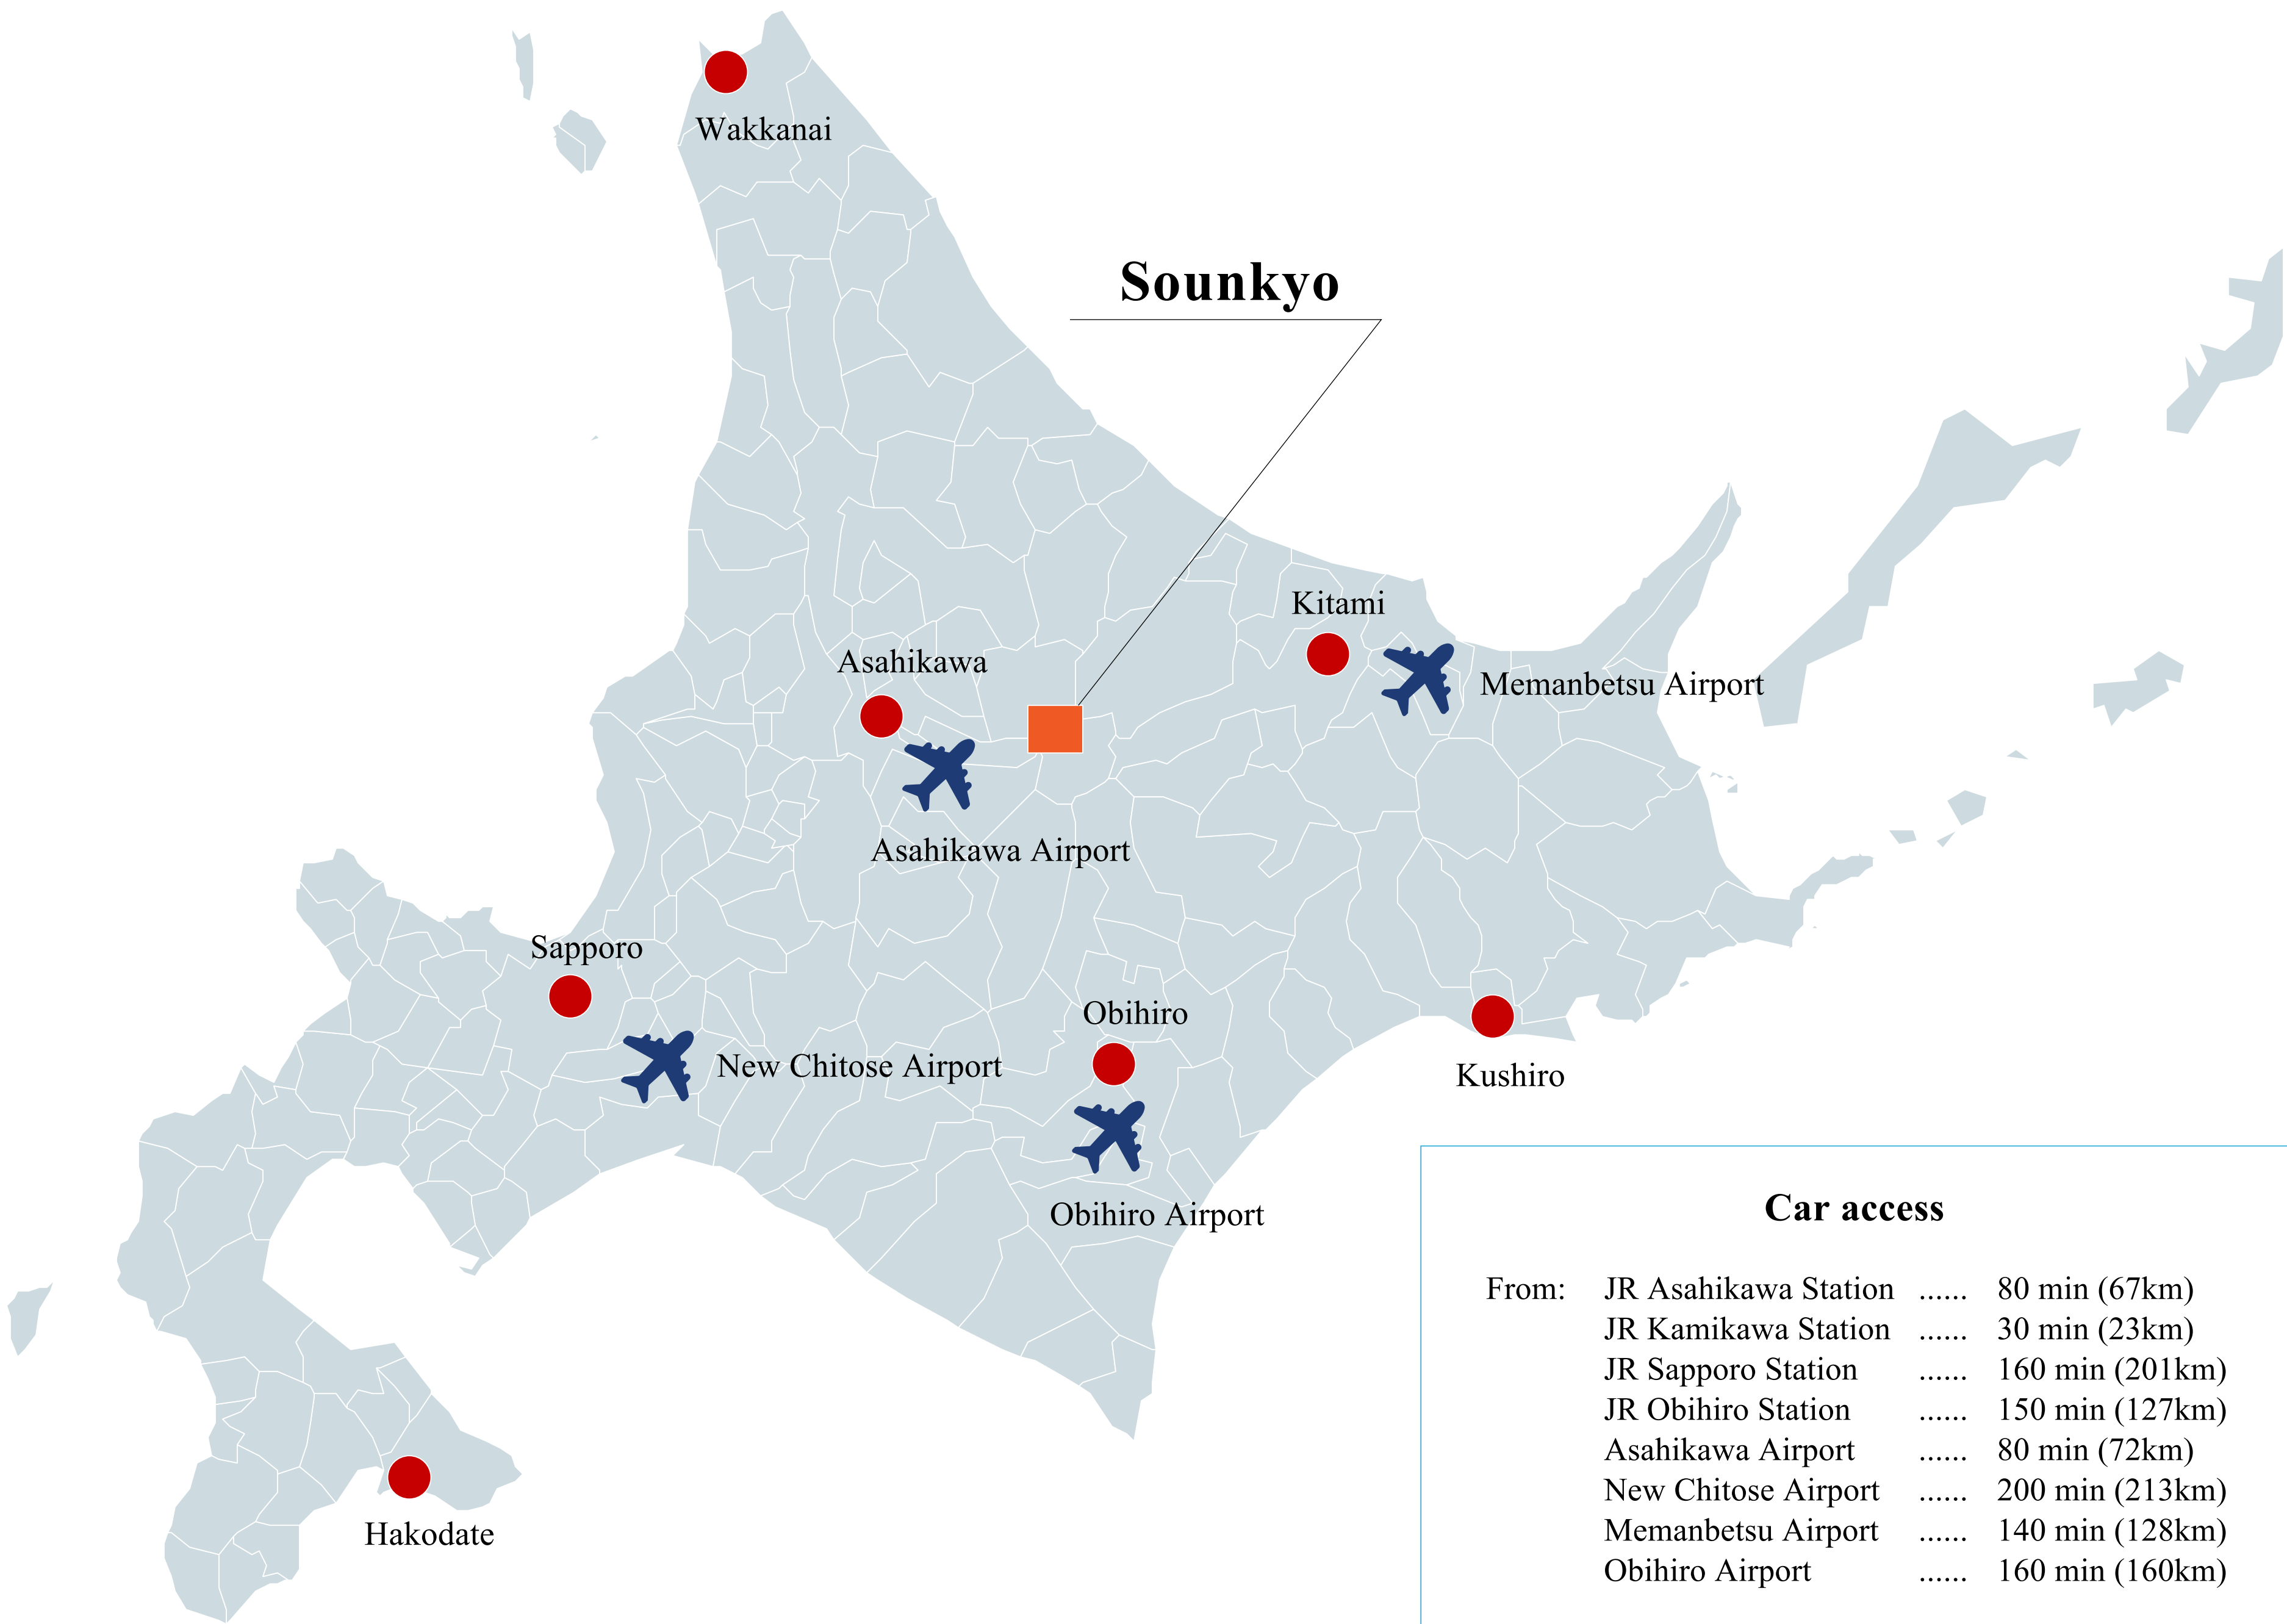 Wakkanai
Sounkyo
Kitami
Asahikawa
Memanbetsu Airport
Asahikawa Airport
Sapporo
Obihiro
New Chitose Airport
Kushiro
Obihiro Airport
Hakodate
Car access
From: JR Asahikawa Station ...... 80 min (67km)
JR Kamikawa Station ...... 30 min (23km)
JR Sapporo Station ...... 160 min (201km)
JR Obihiro Station ...... 150 min (127km)
Asahikawa Airport ...... 80 min (72km)
New Chitose Airport ...... 200 min (213km)
Memanbetsu Airport ...... 140 min (128km)
Obihiro Airport ...... 160 min (160km)